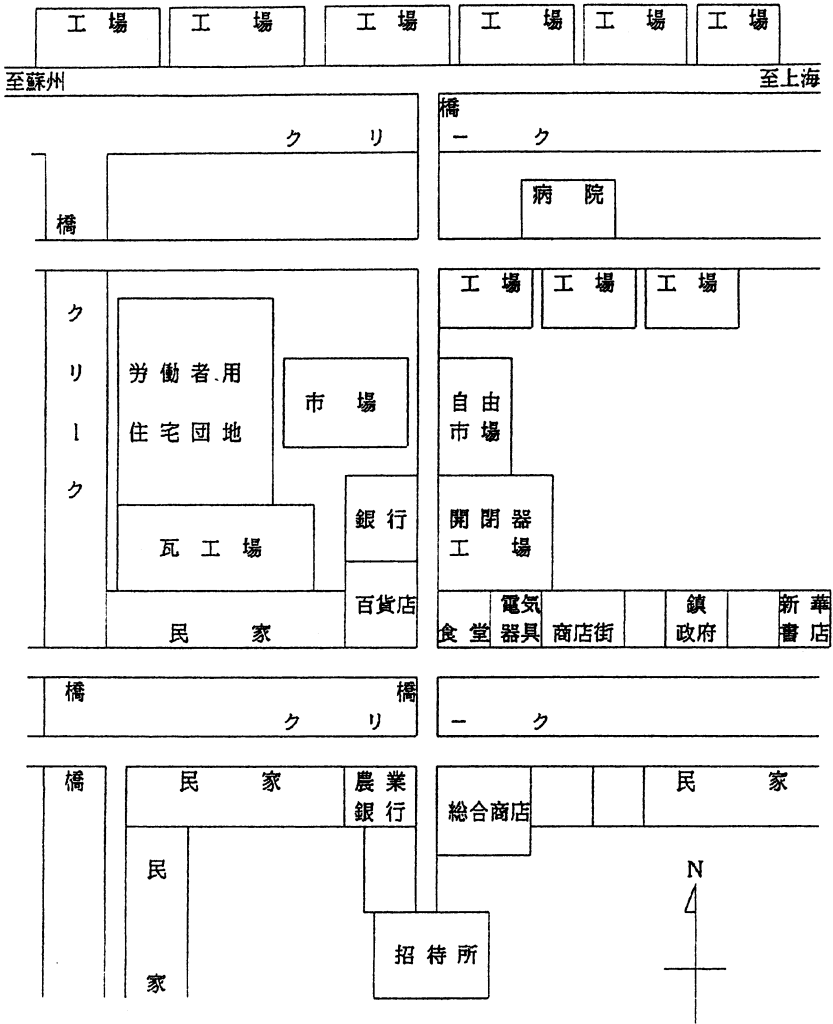 工場 工場 工場 工場 工場 工場
至蘇州 至上海
橋
クリーク
病院
橋
工場 工場 工場
クリーク
労働者用
住宅団地
市場
自由
市場
銀行
開閉器
工場
瓦工場
百貨店
民家
食堂
電気
器具
商店街
鎮
政府
新華
書店
橋 橋
クリーク
橋
民家
農業
銀行
総合商店
民家
民家
招待所
N